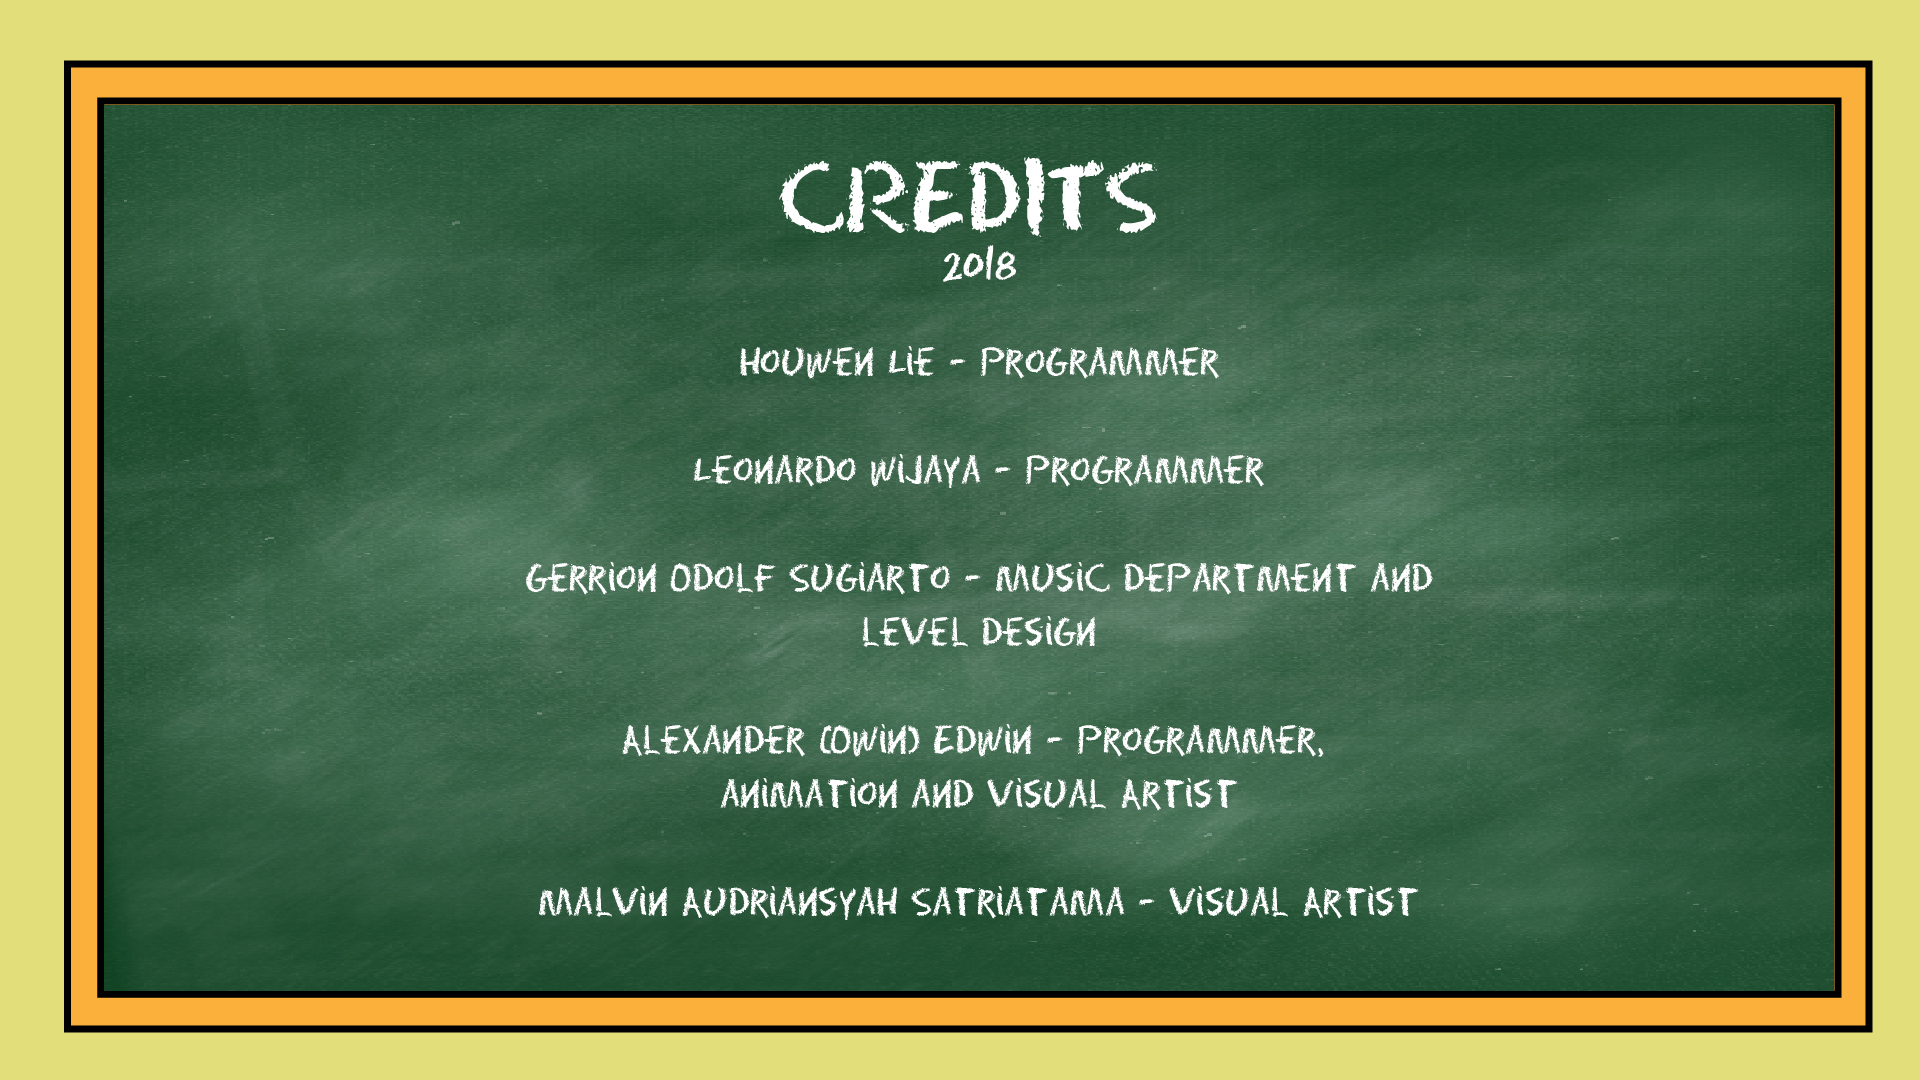 CREDITS
2018
HOUWEN LiE - PROGRAMMER
LEONARDO WiJAYA - PROGRAMMER
GERRiON ODOLF SUGiARTO - MUSiC DEPARTMENT AND
LEVEL DESiGN
ALEXANDER (OWiN) EDWiN - PROGRAMMER,
ANiMATiON AND ViSUAL ARTiST
MALViN AUDRiANSYAH SATRiATAMA - ViSUAL ARTiST